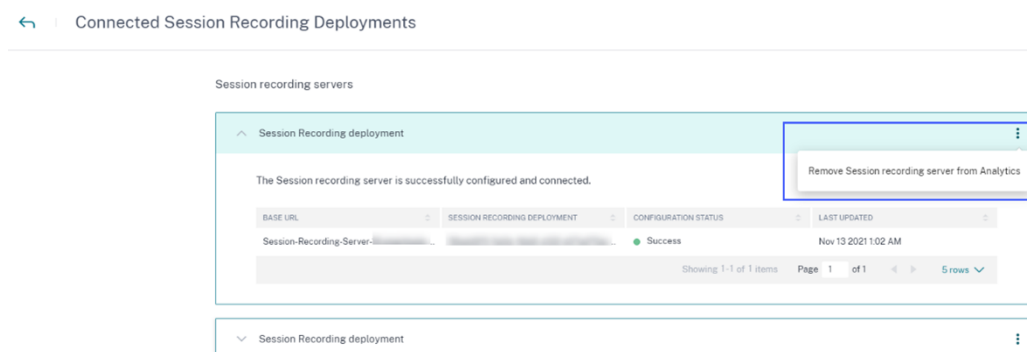 Connected Session Recording Deployments
Session recording servers
Session Recording deployment
Remove Session recording server from Analytics
The Session recording server is successfully configured and connected.
BASE URL SESSION RECORDING DEPLOYMENT CONFIGURATION STATUS LAST UPDATED
Session-Recording-Server- ... ... Success Nov 13 2021 1:02 AM
Showing 1-1 of 1 items Page 1 of 1 5 rows
Session Recording deployment